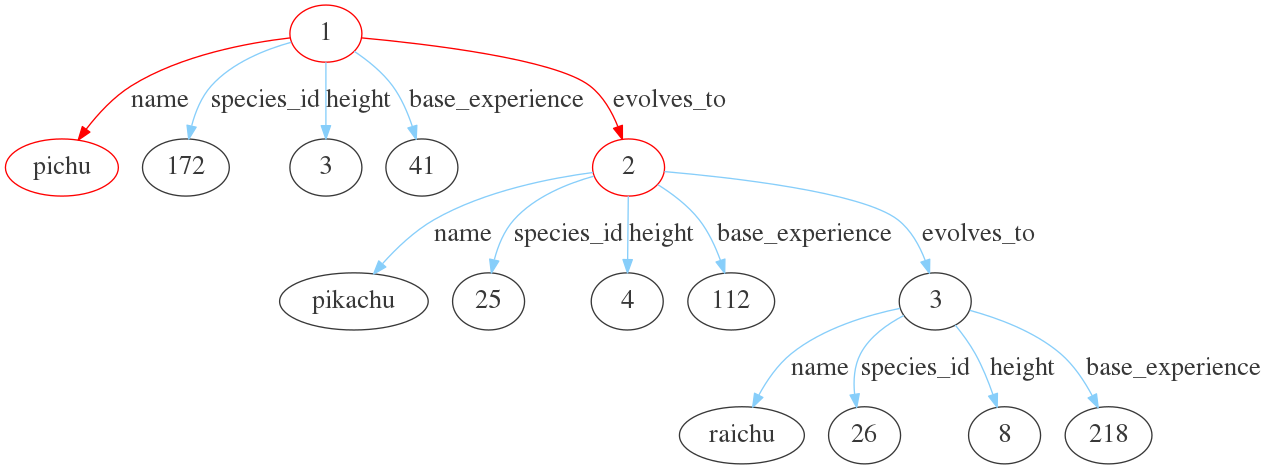 1
name species_id height base_experience evolves_to
pichu 172 3 41 2
name species_id height base_experience evolves_to
pikachu 25 4 112 3
name species_id height base_experience
raichu 26 8 218